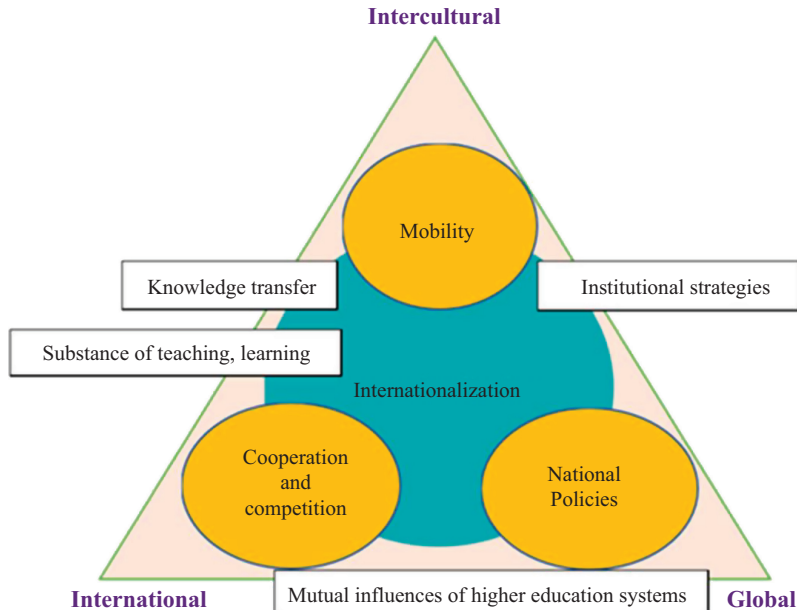 Intercultural
Mobility
Knowledge transfer
Institutional strategies
Substance of teaching, learning
Internationalization
Cooperation
and
competition
National
Policies
International
Mutual influences of higher education systems
Global